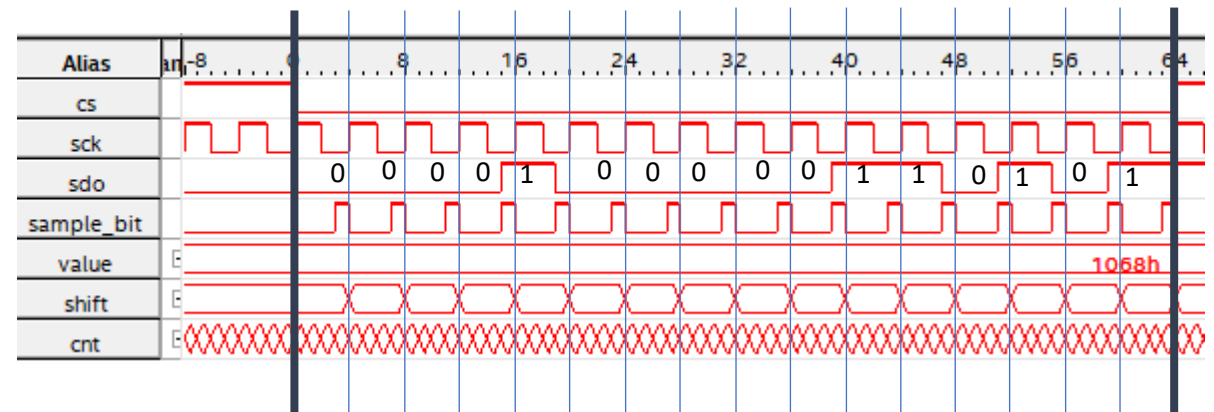 Alias an -8 0 8 16 24 32 40 48 56 64
cs
sck
sdo 0 0 0 0 1 0 0 0 0 0 1 1 0 1 0 1
sample_bit
value 1068h
shift
cnt